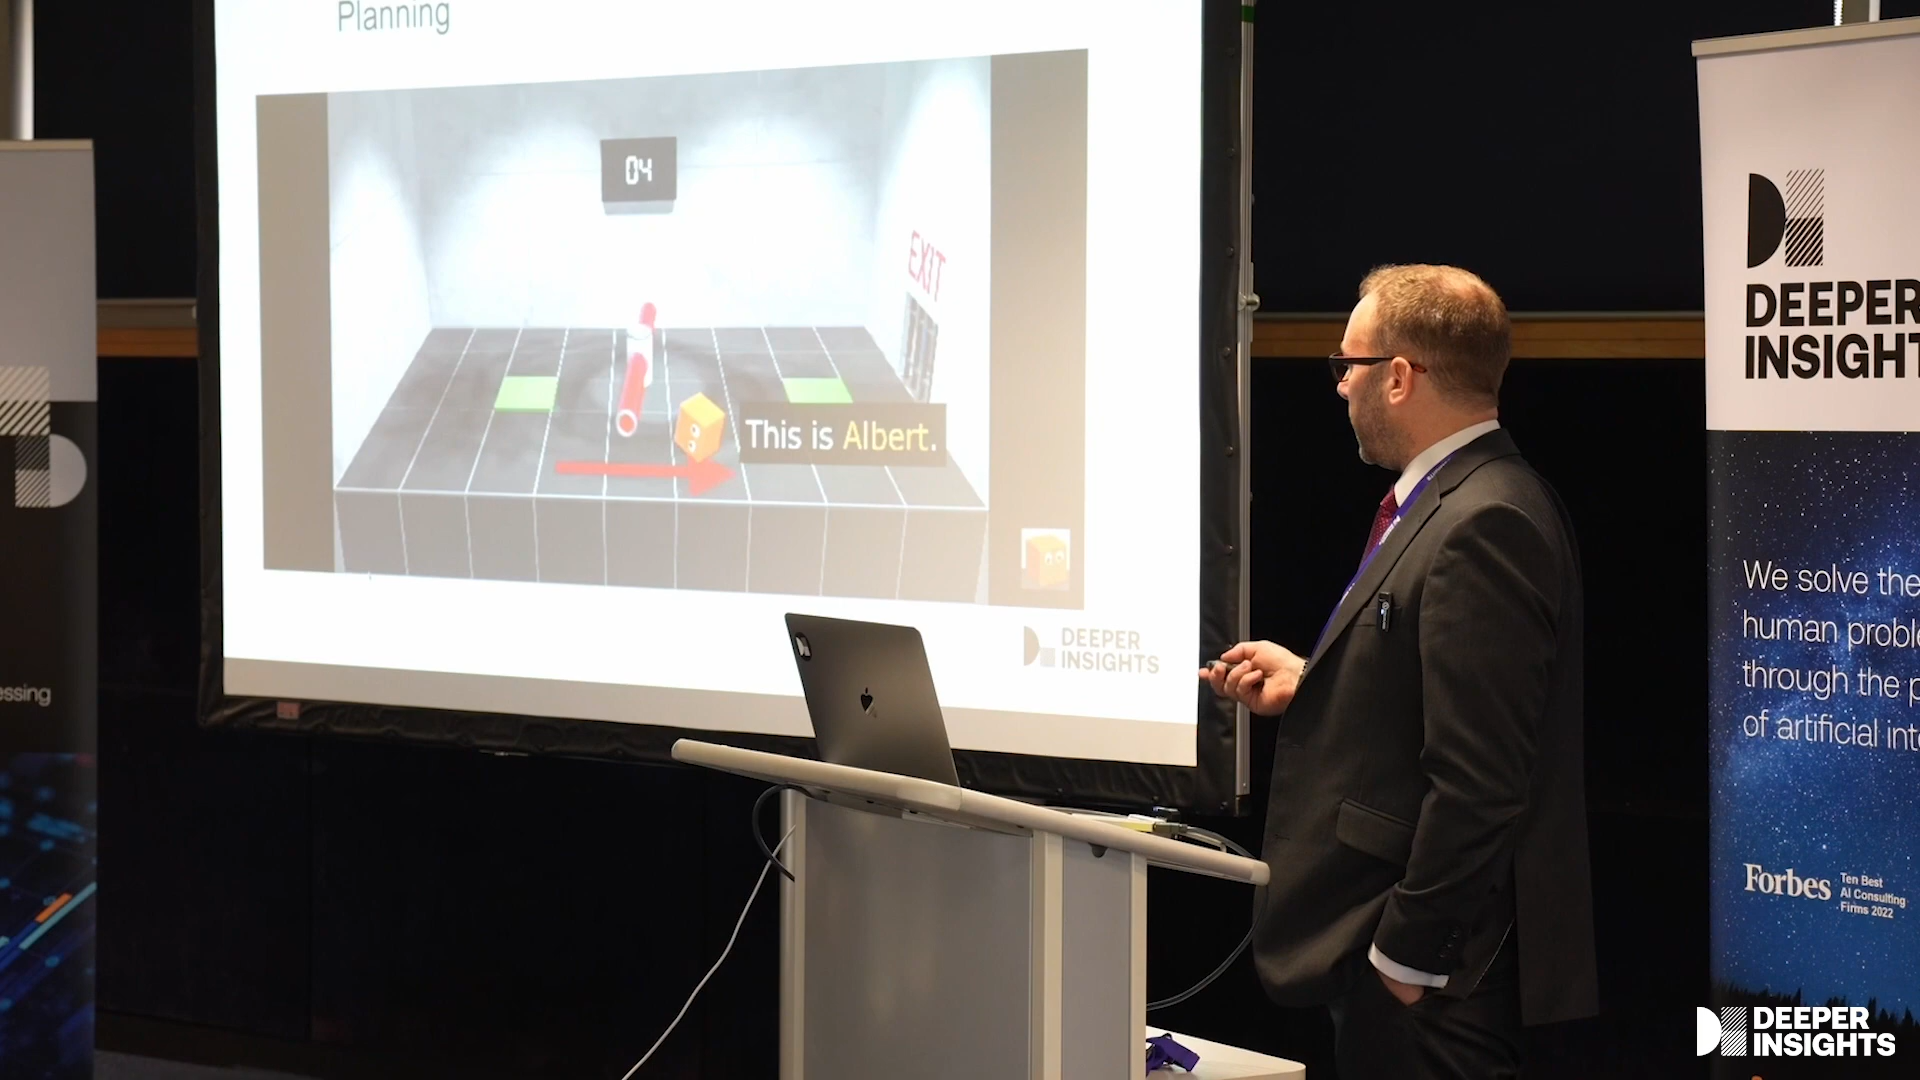 Planning
04
EXIT
This is Albert.
DEEPER
INSIGHTS
essing
DEEPER
INSIGHT
We solve the
human proble
through the p
of artificial inte
Forbes
Ten Best
AI Consulting
Firms 2022
DEEPER
INSIGHTS